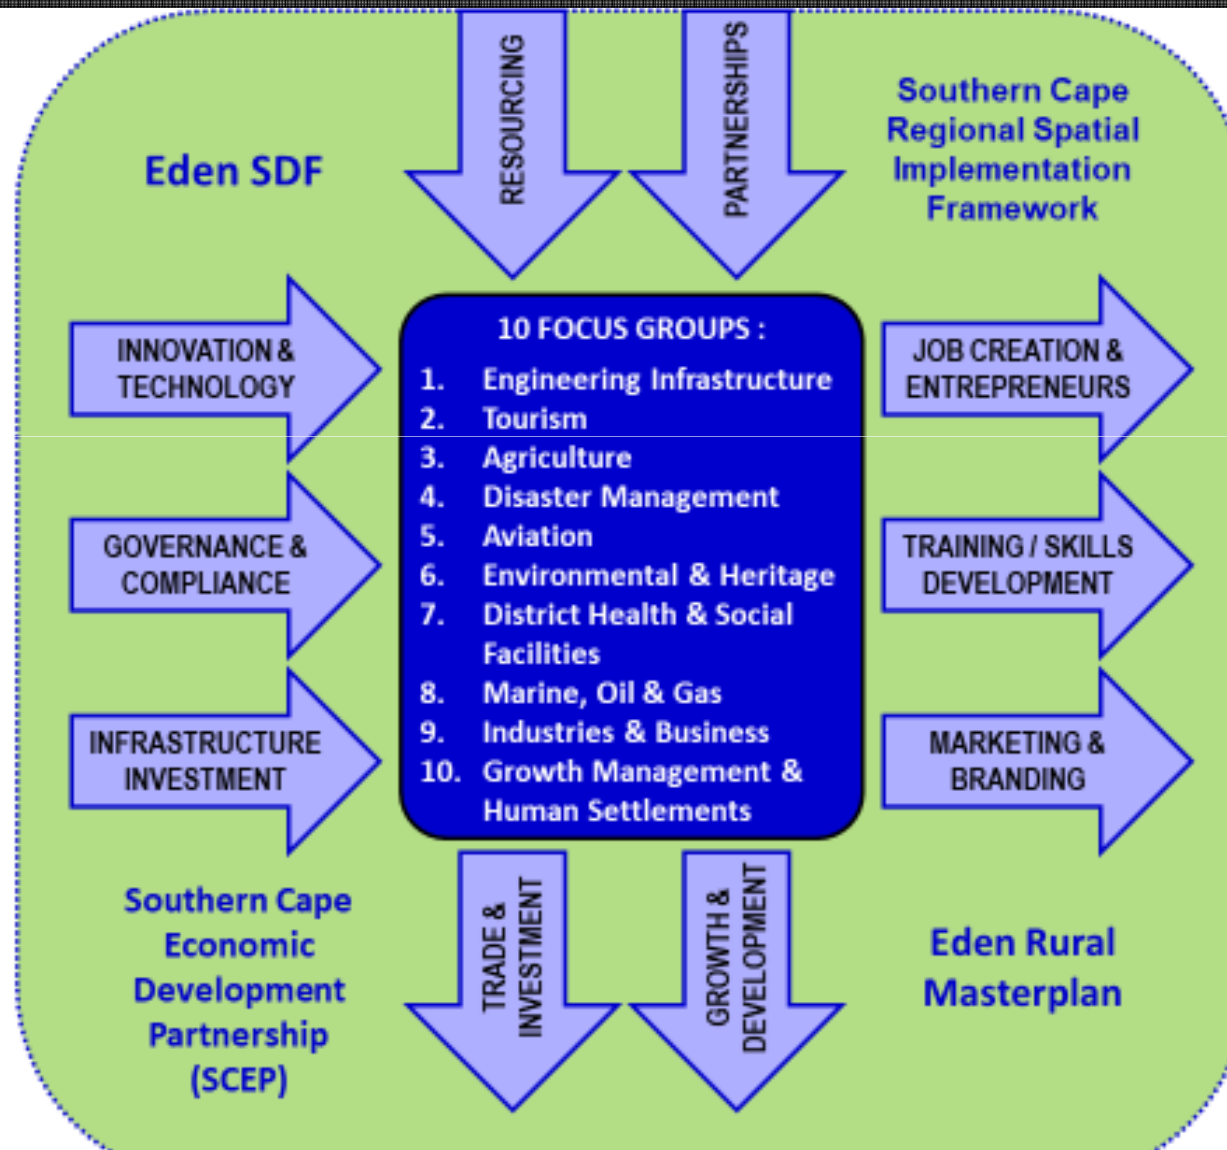 RESOURCING
PARTNERSHIPS
Eden SDF
Southern Cape
Regional Spatial
Implementation
Framework
INNOVATION &
TECHNOLOGY
GOVERNANCE &
COMPLIANCE
INFRASTRUCTURE
INVESTMENT
10 FOCUS GROUPS :
1. Engineering Infrastructure
2. Tourism
3. Agriculture
4. Disaster Management
5. Aviation
6. Environmental & Heritage
7. District Health & Social
Facilities
8. Marine, Oil & Gas
9. Industries & Business
10. Growth Management &
Human Settlements
JOB CREATION &
ENTREPRENEURS
TRAINING / SKILLS
DEVELOPMENT
MARKETING &
BRANDING
Southern Cape
Economic
Development
Partnership
(SCEP)
TRADE &
INVESTMENT
GROWTH &
DEVELOPMENT
Eden Rural
Masterplan